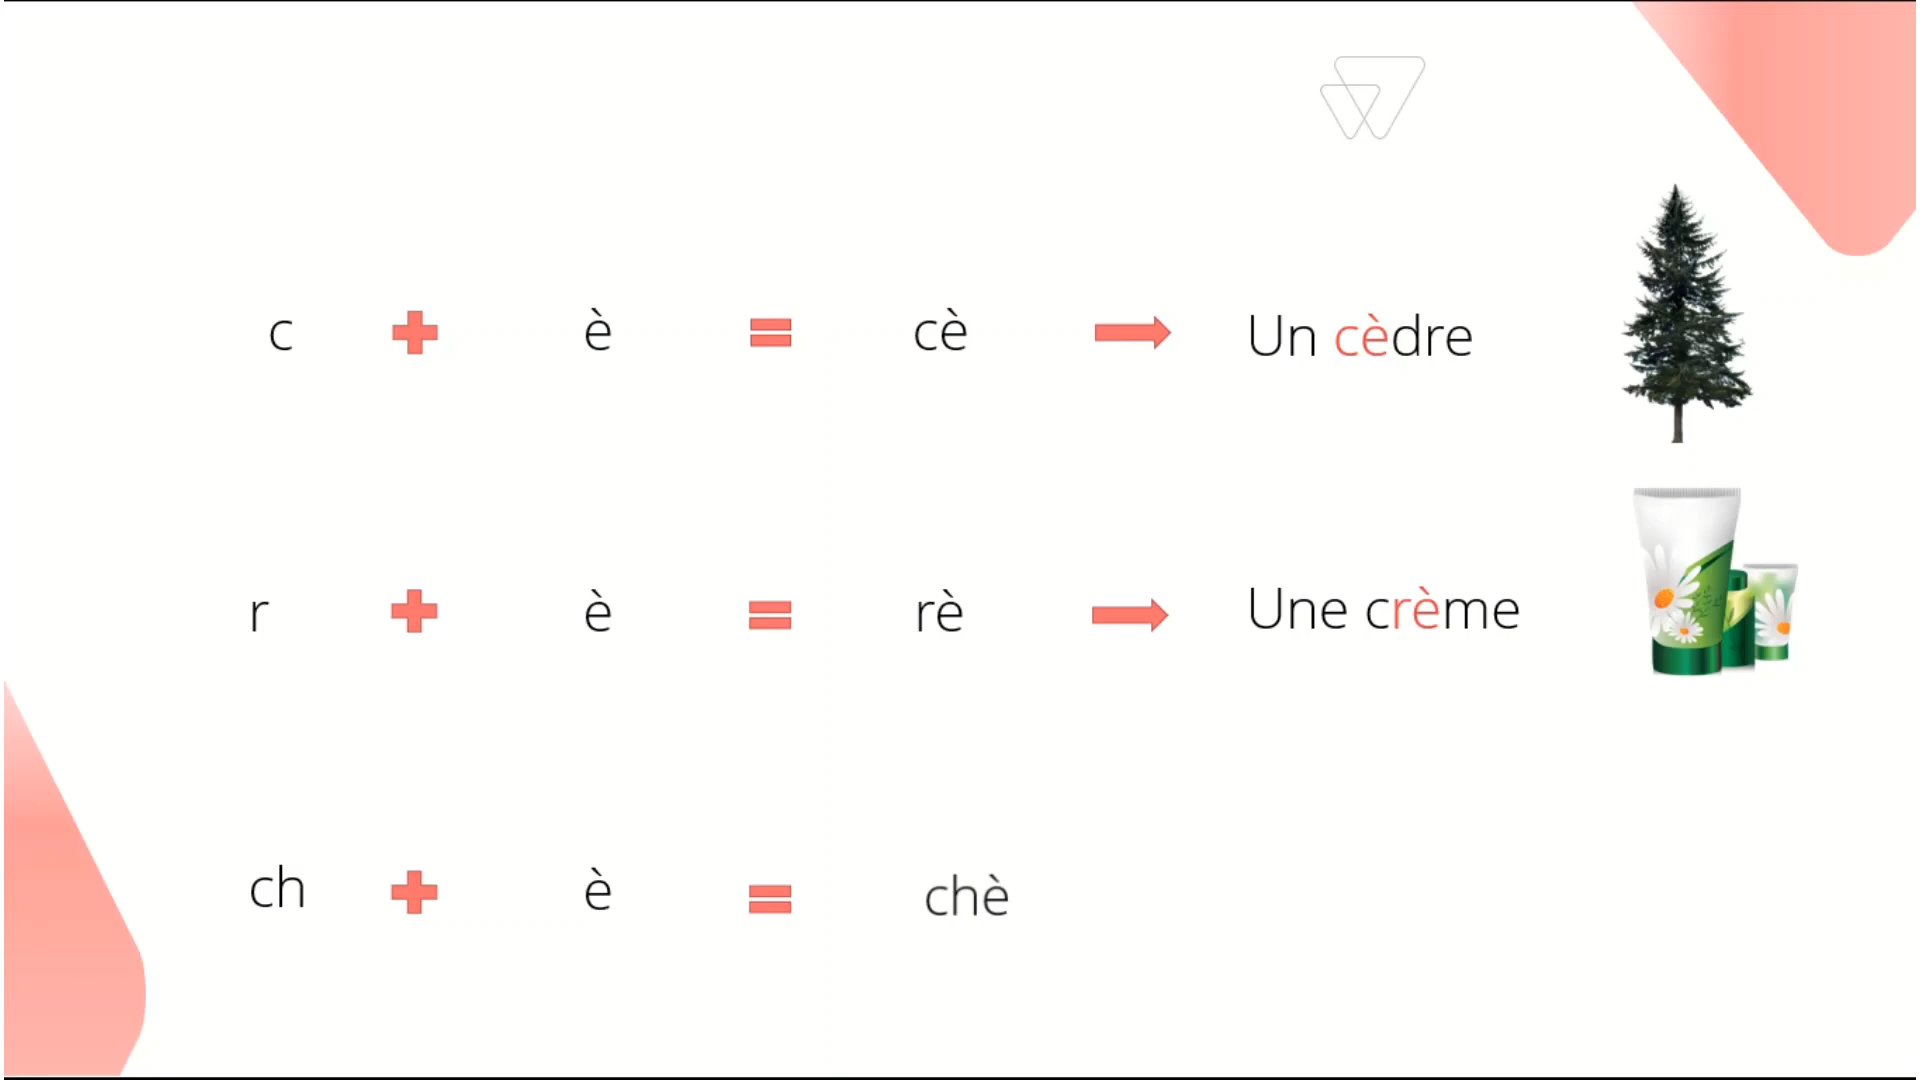 c + è = cè → Un cèdre
r + è = rè → Une crème
ch + è = chè